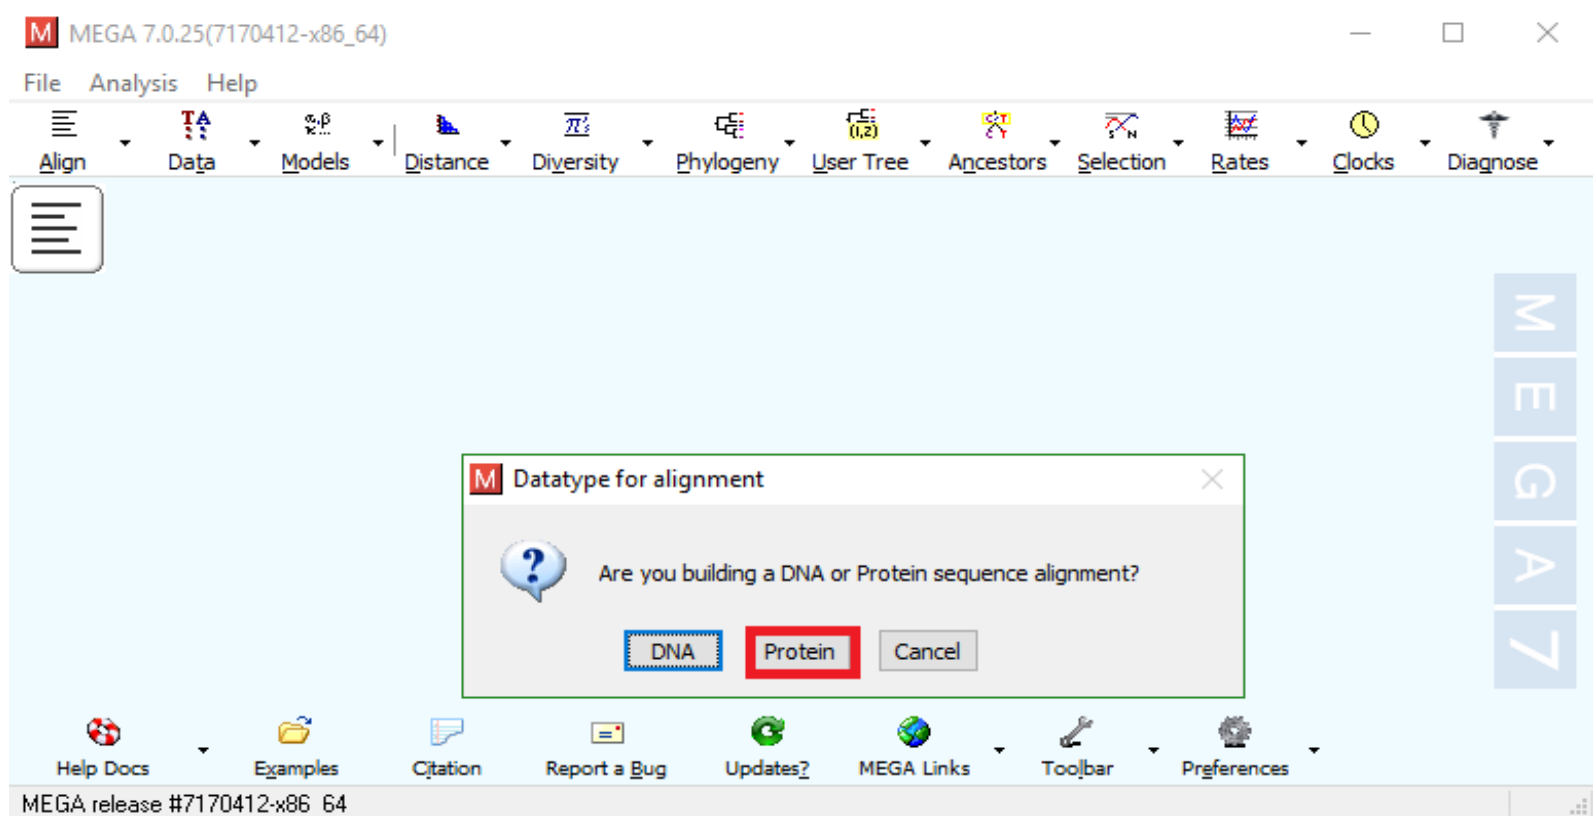 M MEGA 7.0.25(7170412-x86_64)
File Analysis Help
Align Data Models Distance Diversity Phylogeny User Tree Ancestors Selection Rates Clocks Diagnose
M
E
G
A
7
M Datatype for alignment
Are you building a DNA or Protein sequence alignment?
DNA Protein Cancel
Help Docs Examples Citation Report a Bug Updates? MEGA Links Toolbar Preferences
MEGA release #7170412-x86_64